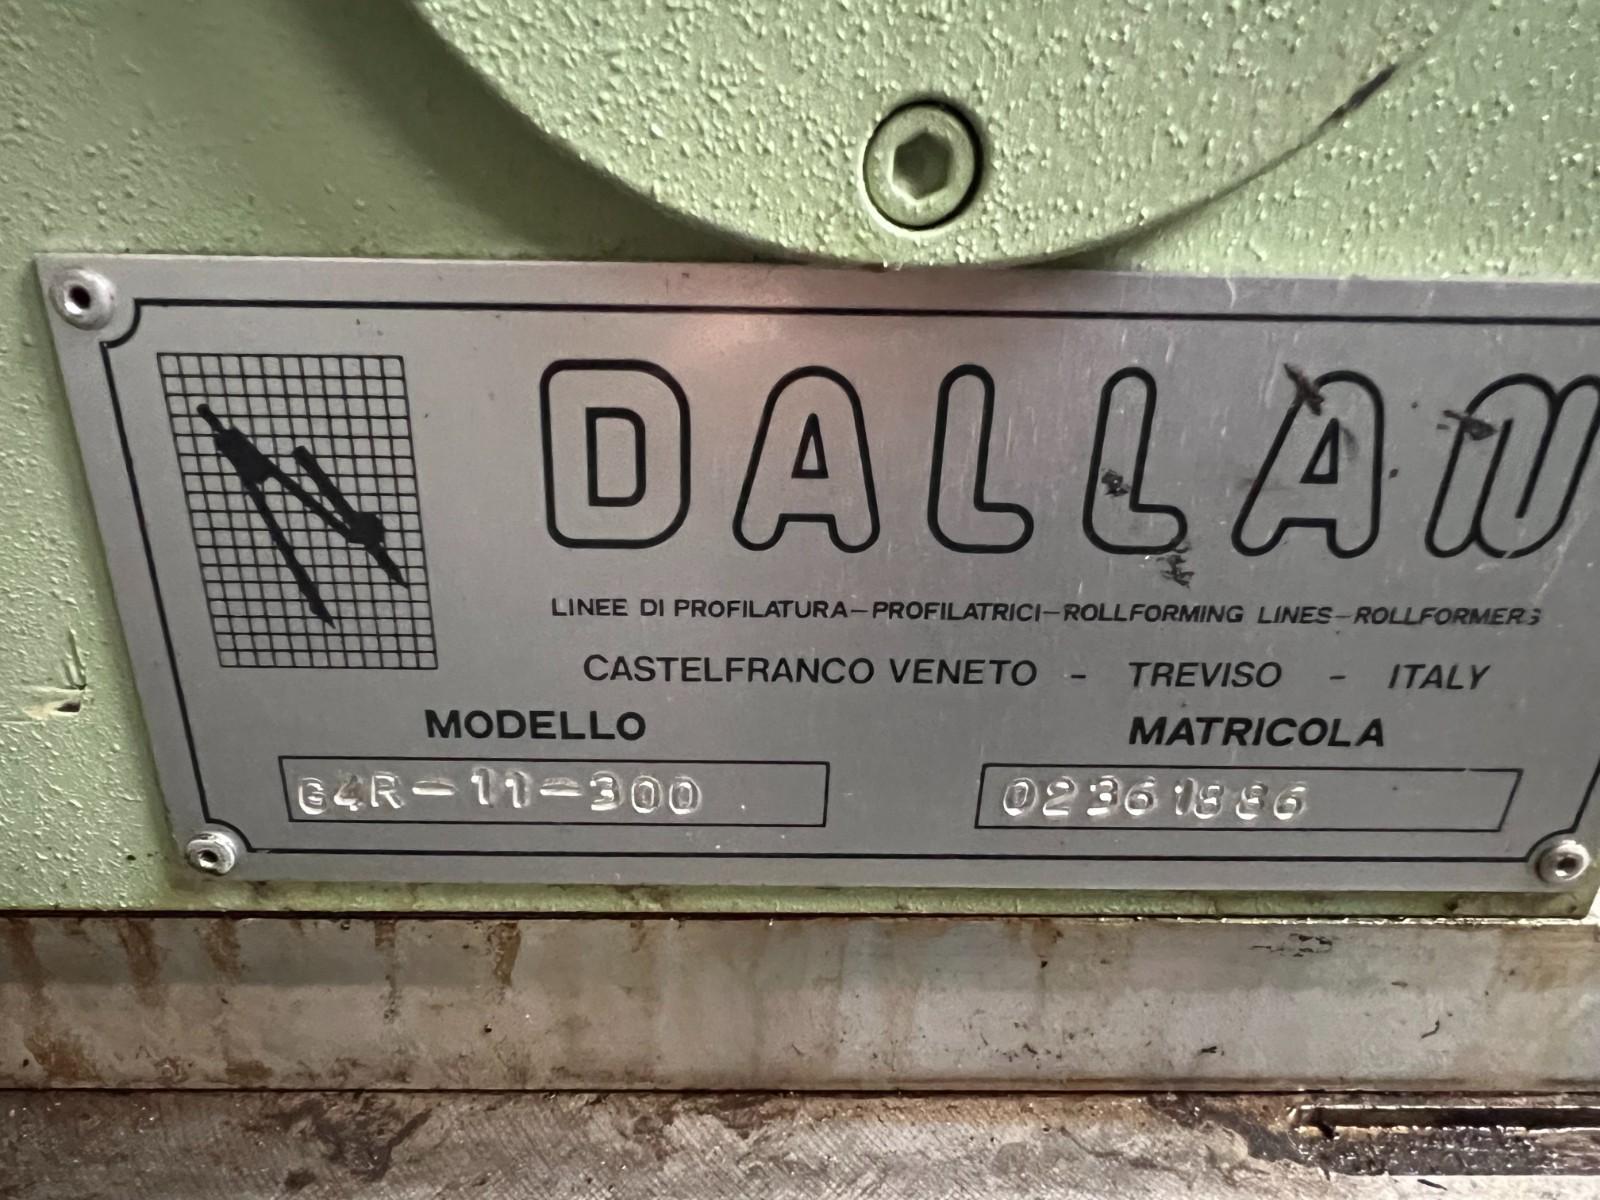 DALLAN
LINEE DI PROFILATURA-PROFILATRICI-ROLLFORMING LINES-ROLLFORMERS
CASTELFRANCO VENETO - TREVISO - ITALY
MODELLO MATRICOLA
G4R-11-300 02361886